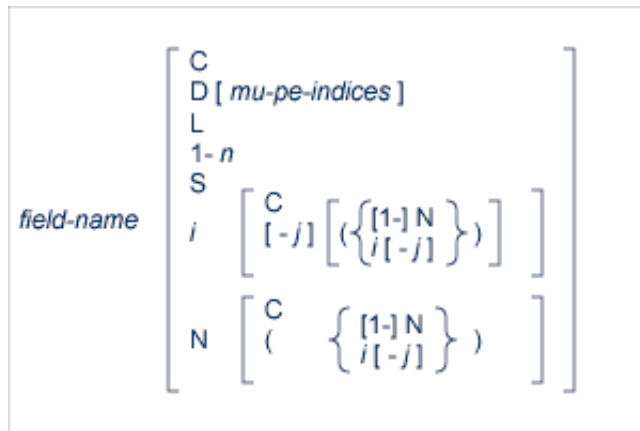 C
D [ mu-pe-indices ]
L
1- n
S
field-name i [ C
[ - j ] [ ( { [1-] N
i [ - j ] } ) ] ]
N [ C
( { [1-] N
i [ - j ] } ) ]